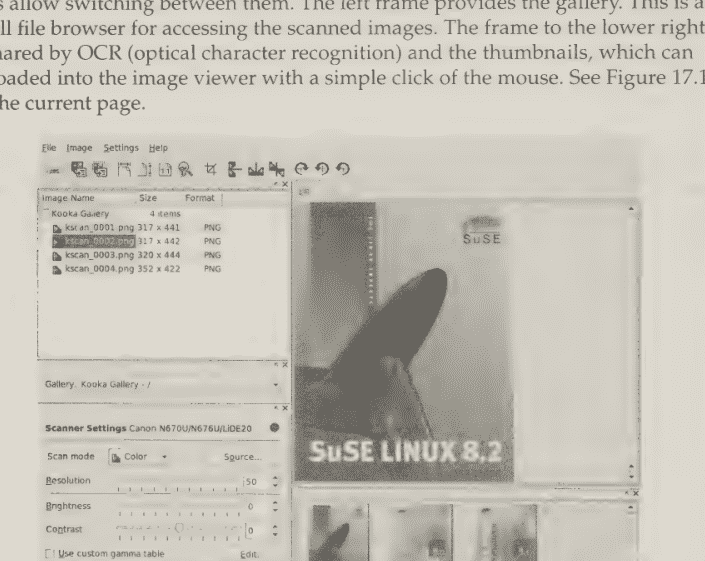 s allow switching between them. The left frame provides the gallery. This is a
ll file browser for accessing the scanned images. The frame to the lower right
hared by OCR (optical character recognition) and the thumbnails, which can
oaded into the image viewer with a simple click of the mouse. See Figure 17.1
he current page.
File Image Settings Help
Image Name Size Format
Kooka Gallery 4 items
kscan_0001.png 317 x 441 PNG
kscan_0002.png 317 x 442 PNG
kscan_0003.png 320 x 444 PNG
kscan_0004.png 352 x 422 PNG
SuSE
Gallery. Kooka Gallery - /
Scanner Settings Canon N670U/N676U/LiDE20
Scan mode Color Source...
SuSE LINUX 8.2
Resolution 50
Brightness 0
Contrast 0
Use custom gamma table Edit.